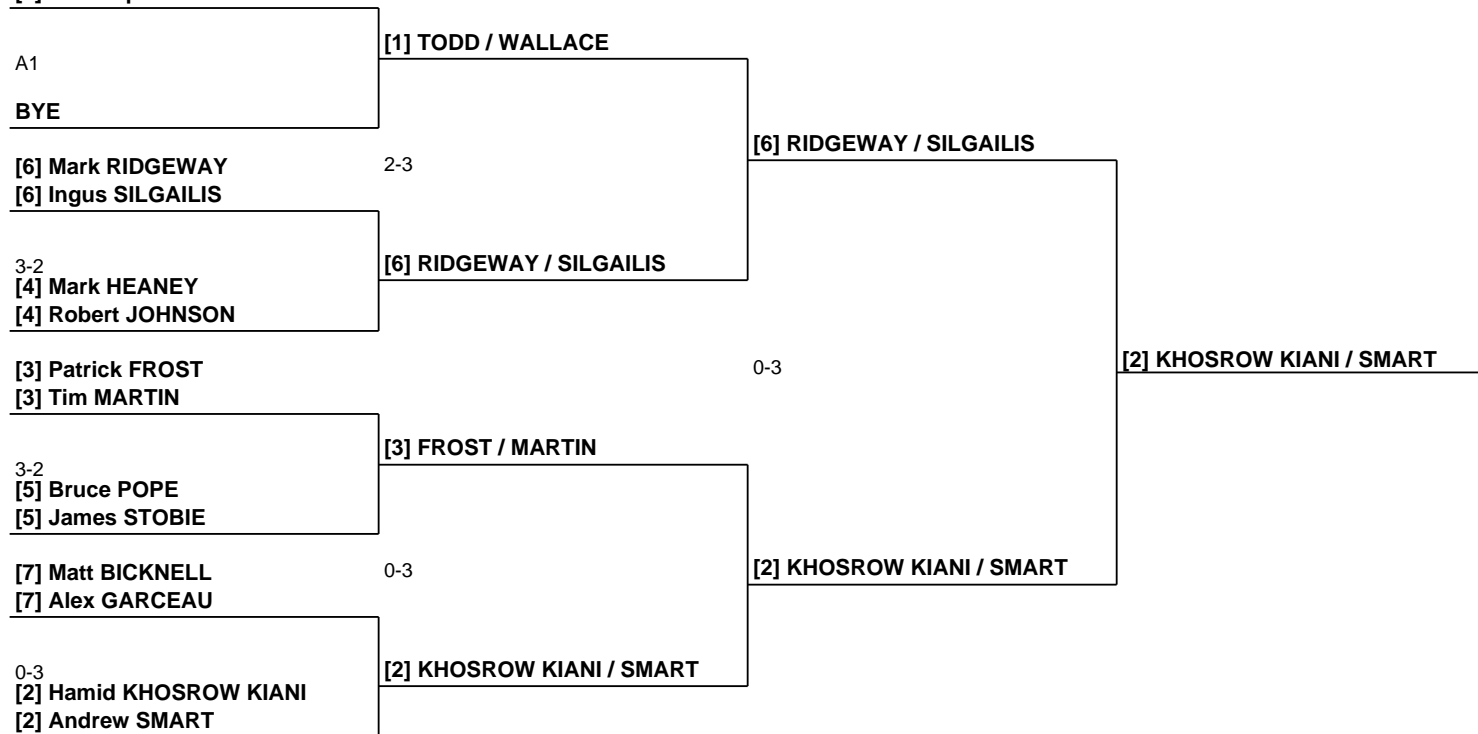 A1
BYE
[6] Mark RIDGEWAY
[6] Ingus SILGAILIS
3-2
[4] Mark HEANEY
[4] Robert JOHNSON
[3] Patrick FROST
[3] Tim MARTIN
3-2
[5] Bruce POPE
[5] James STOBIE
[7] Matt BICKNELL
[7] Alex GARCEAU
0-3
[2] Hamid KHOSROW KIANI
[2] Andrew SMART
[1] TODD / WALLACE
2-3
[6] RIDGEWAY / SILGAILIS
[3] FROST / MARTIN
0-3
[2] KHOSROW KIANI / SMART
[6] RIDGEWAY / SILGAILIS
0-3
[2] KHOSROW KIANI / SMART
[2] KHOSROW KIANI / SMART